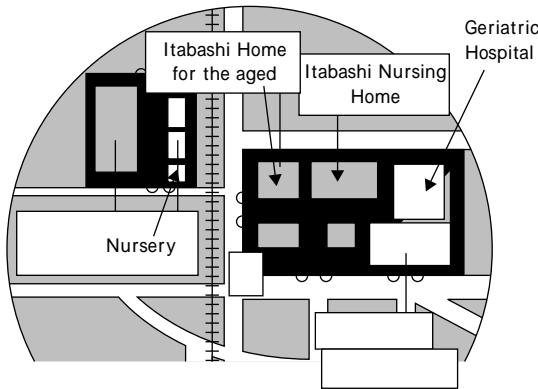 Itabashi Home
for the aged
Itabashi Nursing
Home
Geriatric
Hospital
Nursery